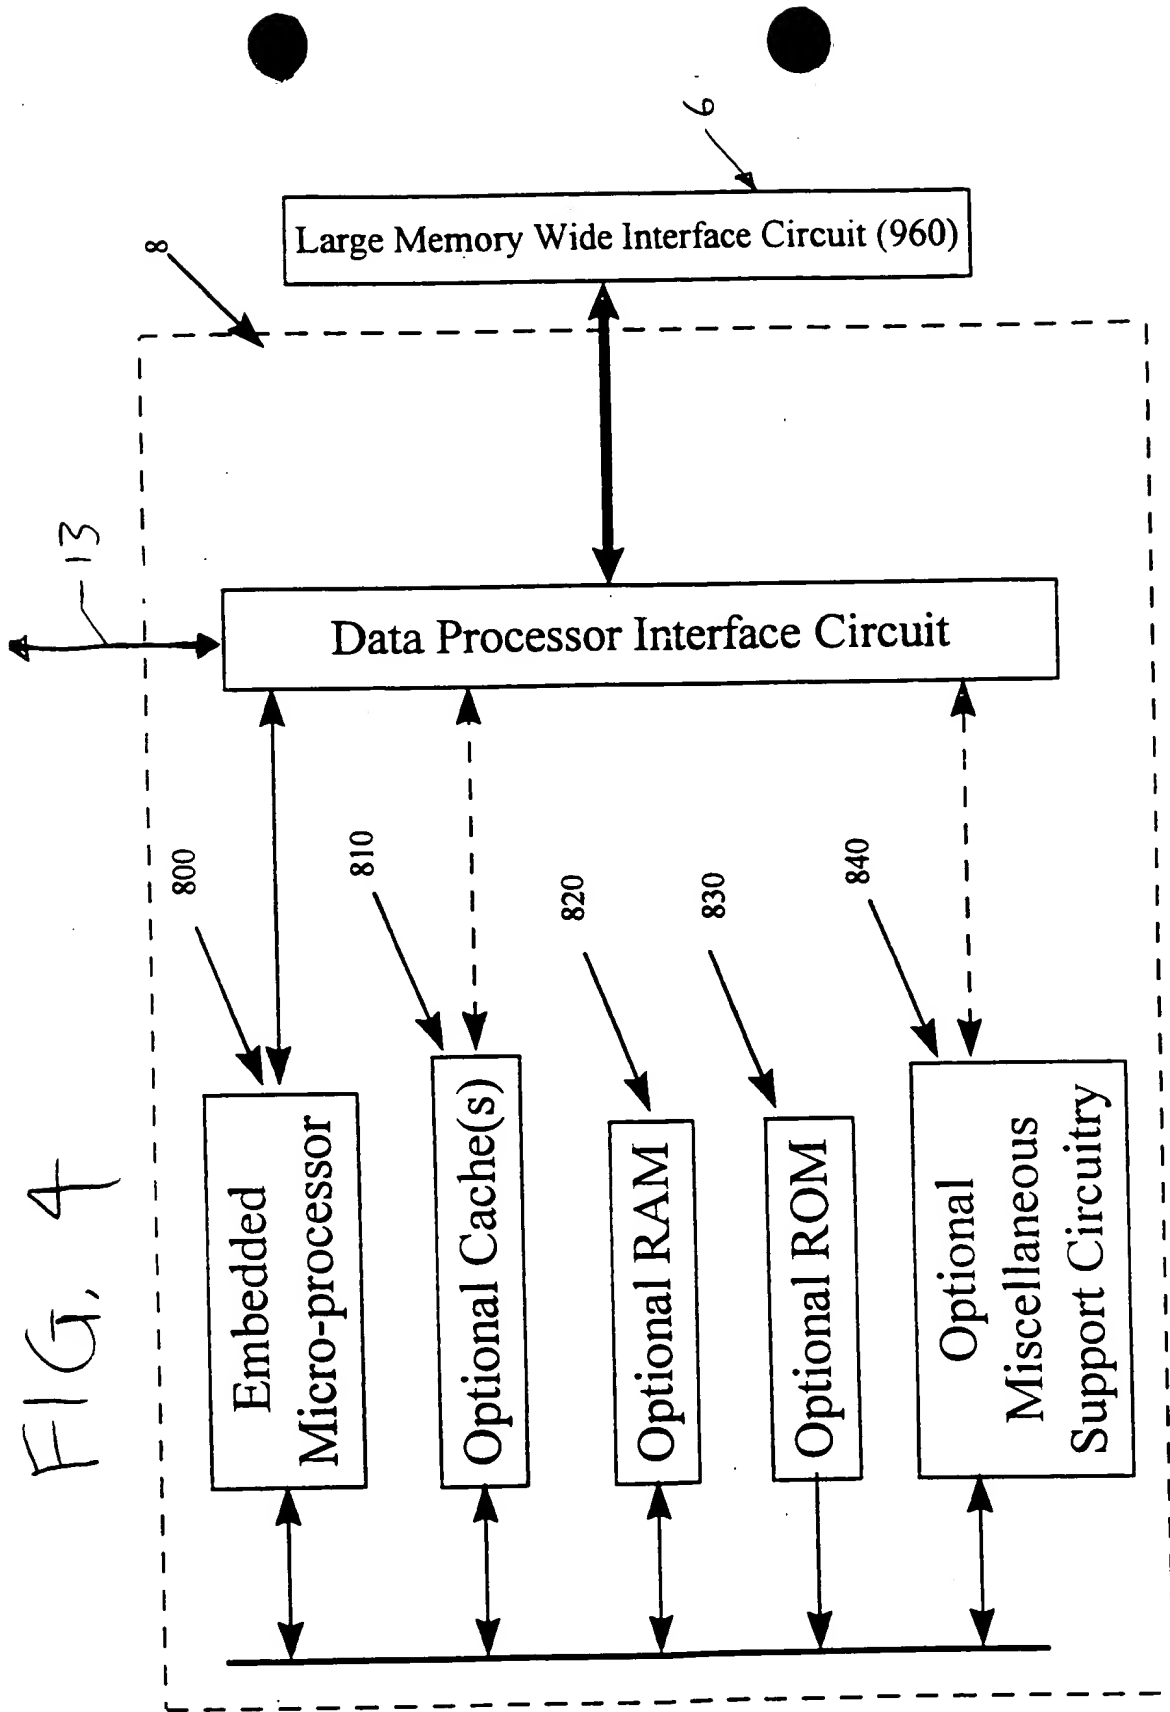 FIG, 4
Embedded
Micro-processor
800
Optional Cache(s)
810
Optional RAM
820
Optional ROM
830
Optional
Miscellaneous
Support Circuitry
840
Data Processor Interface Circuit
13
8
Large Memory Wide Interface Circuit (960)
6